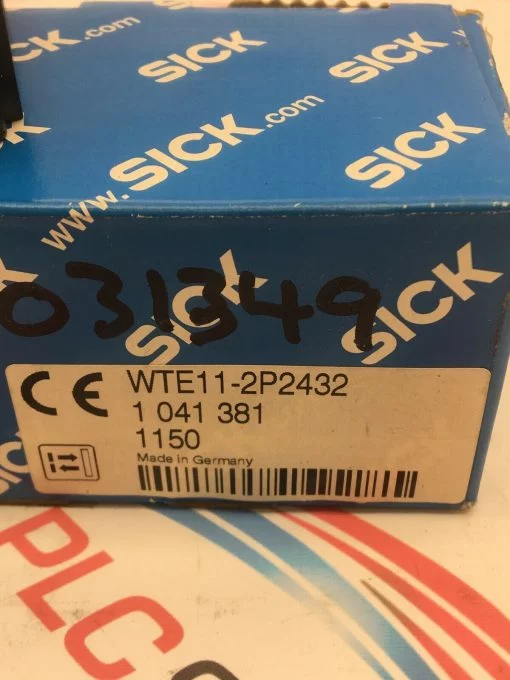 SICK
.com
SICK
SICK
www.SICK.com
SICK
SICK
SICK
031349
CE WTE11-2P2432
1 041 381
1150
Made in Germany
PLC